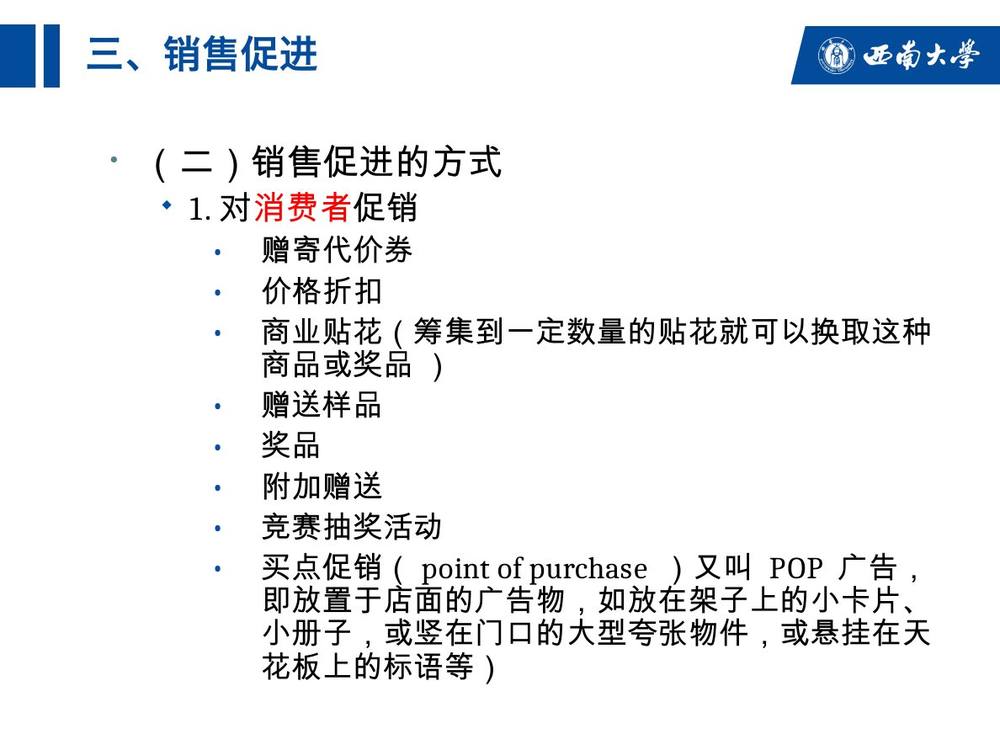 三、销售促进
西南大学
（二）销售促进的方式
1. 对消费者促销
赠寄代价券
价格折扣
商业贴花（筹集到一定数量的贴花就可以换取这种
商品或奖品 ）
赠送样品
奖品
附加赠送
竞赛抽奖活动
买点促销（ point of purchase ）又叫 POP 广告，
即放置于店面的广告物，如放在架子上的小卡片、
小册子，或竖在门口的大型夸张物件，或悬挂在天
花板上的标语等）